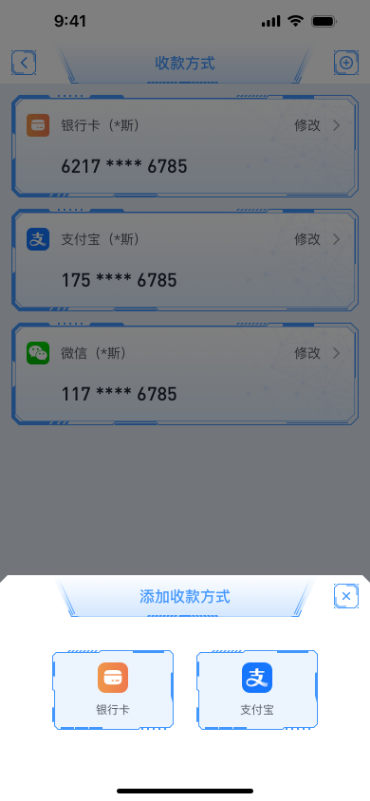 9:41
收款方式
银行卡（*斯）
修改
6217 **** 6785
支付宝（*斯）
修改
175 **** 6785
微信（*斯）
修改
117 **** 6785
添加收款方式
银行卡
支付宝